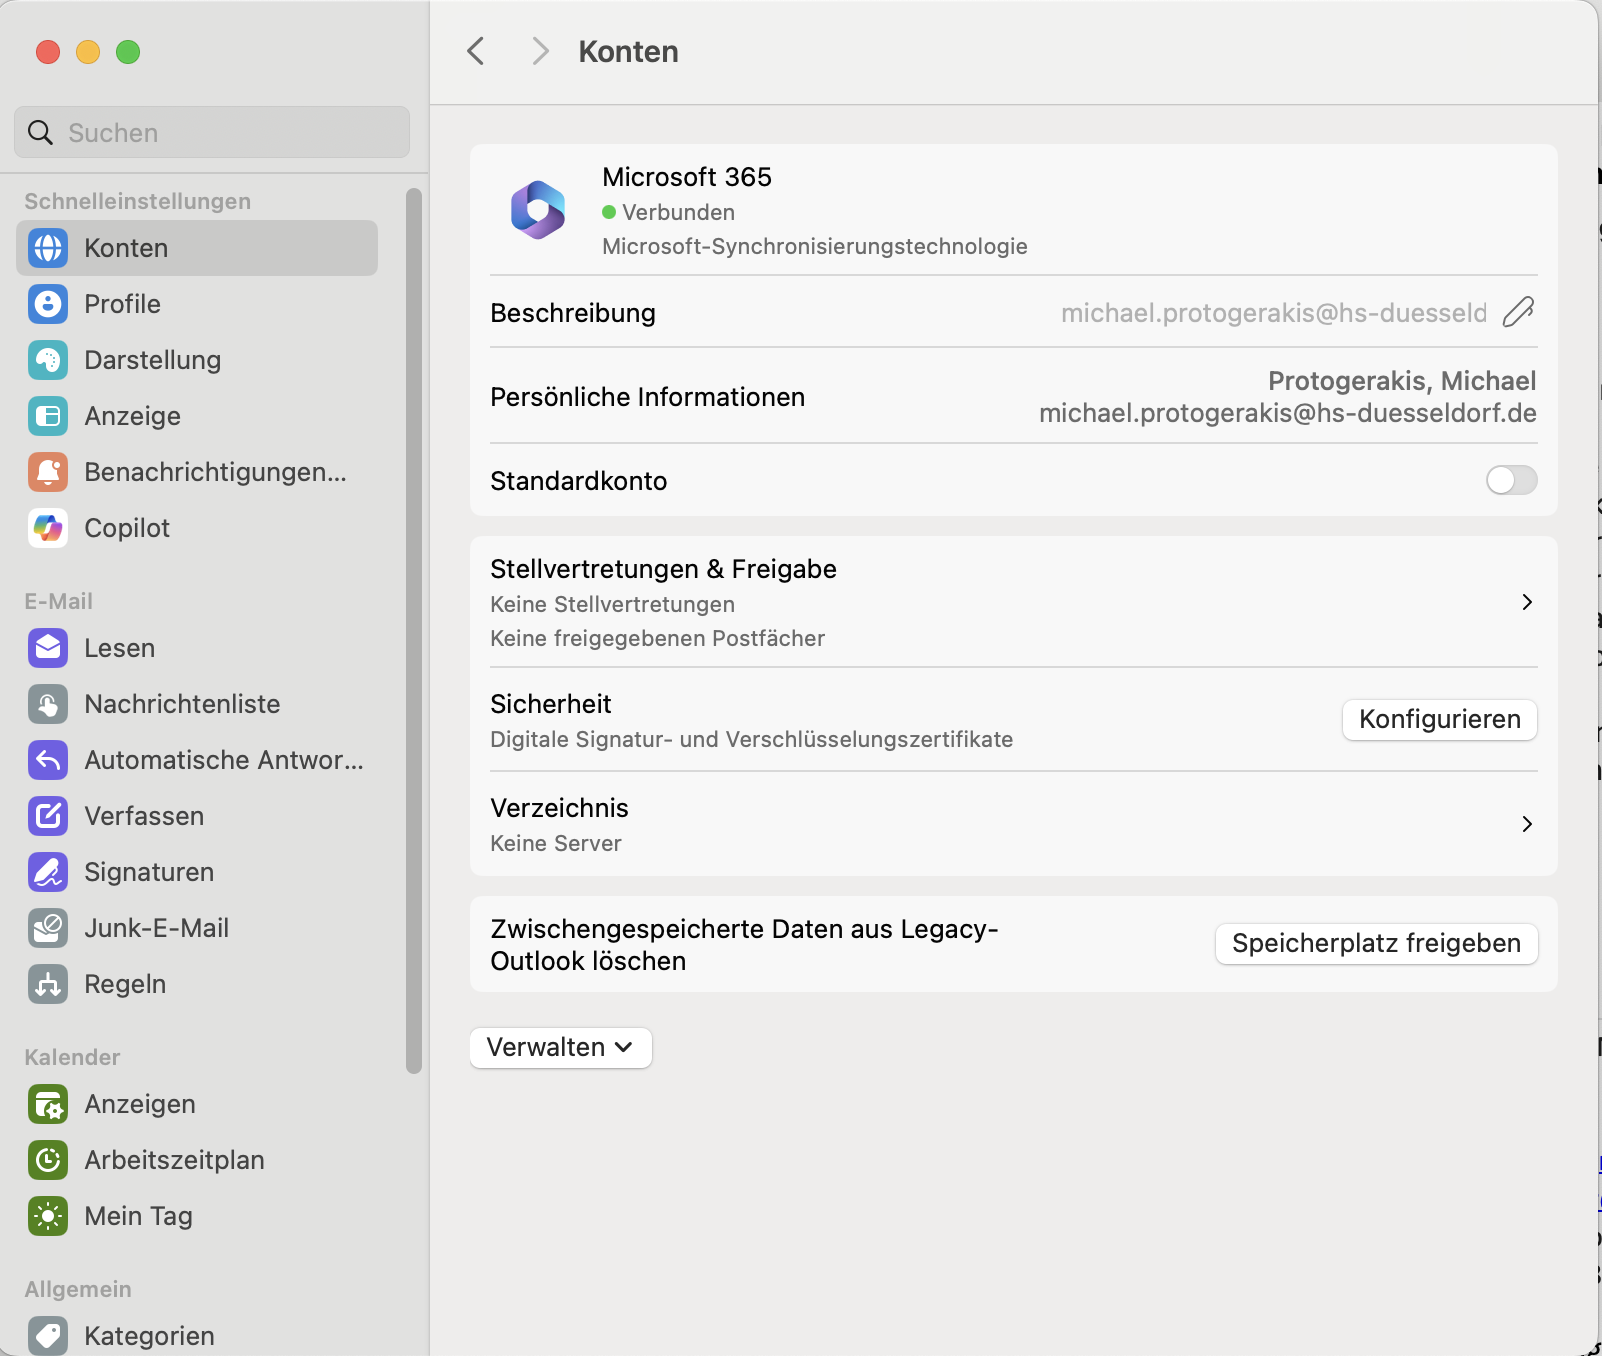 Konten
Suchen
Schnelleinstellungen
Konten
Profile
Darstellung
Anzeige
Benachrichtigungen...
Copilot
E-Mail
Lesen
Nachrichtenliste
Automatische Antwor...
Verfassen
Signaturen
Junk-E-Mail
Regeln
Kalender
Anzeigen
Arbeitszeitplan
Mein Tag
Allgemein
Kategorien
Microsoft 365
Verbunden
Microsoft-Synchronisierungstechnologie
Beschreibung michael.protogerakis@hs-duesseld
Persönliche Informationen
Protogerakis, Michael
michael.protogerakis@hs-duesseldorf.de
Standardkonto
Stellvertretungen & Freigabe
Keine Stellvertretungen
Keine freigegebenen Postfächer
Sicherheit
Digitale Signatur- und Verschlüsselungszertifikate
Konfigurieren
Verzeichnis
Keine Server
Zwischengespeicherte Daten aus Legacy-
Outlook löschen
Speicherplatz freigeben
Verwalten